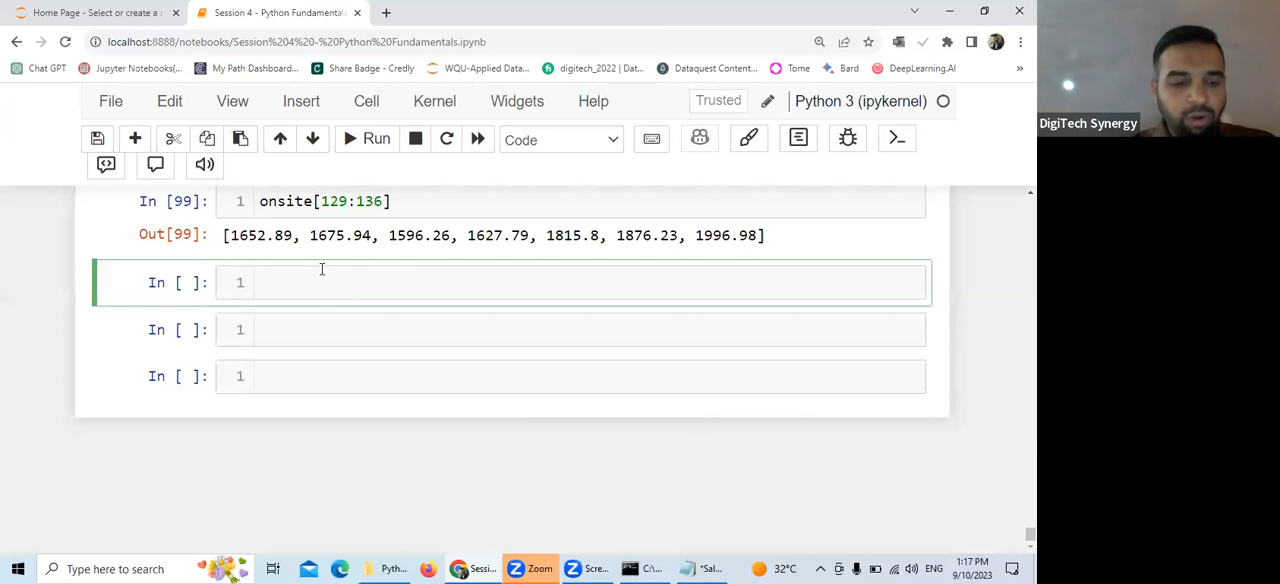 Home Page - Select or create a n
Session 4 - Python Fundamentals
localhost:8888/notebooks/Session%204%20-%20Python%20Fundamentals.ipynb
Chat GPT
Jupyter Notebooks(...
My Path Dashboard...
Share Badge - Credly
WQU-Applied Data...
digitech_2022 | Dat...
Dataquest Content...
Tome
Bard
DeepLearning.AI
»
File Edit View Insert Cell Kernel Widgets Help Trusted Python 3 (ipykernel)
Run Code
DigiTech Synergy
In [99]: 1 onsite[129:136]
Out[99]: [1652.89, 1675.94, 1596.26, 1627.79, 1815.8, 1876.23, 1996.98]
In [ ]: 1
In [ ]: 1
In [ ]: 1
Type here to search
Pyth...
Sessi...
Zoom
Scre...
C:\...
*Sal...
32°C
ENG
1:17 PM
9/10/2023